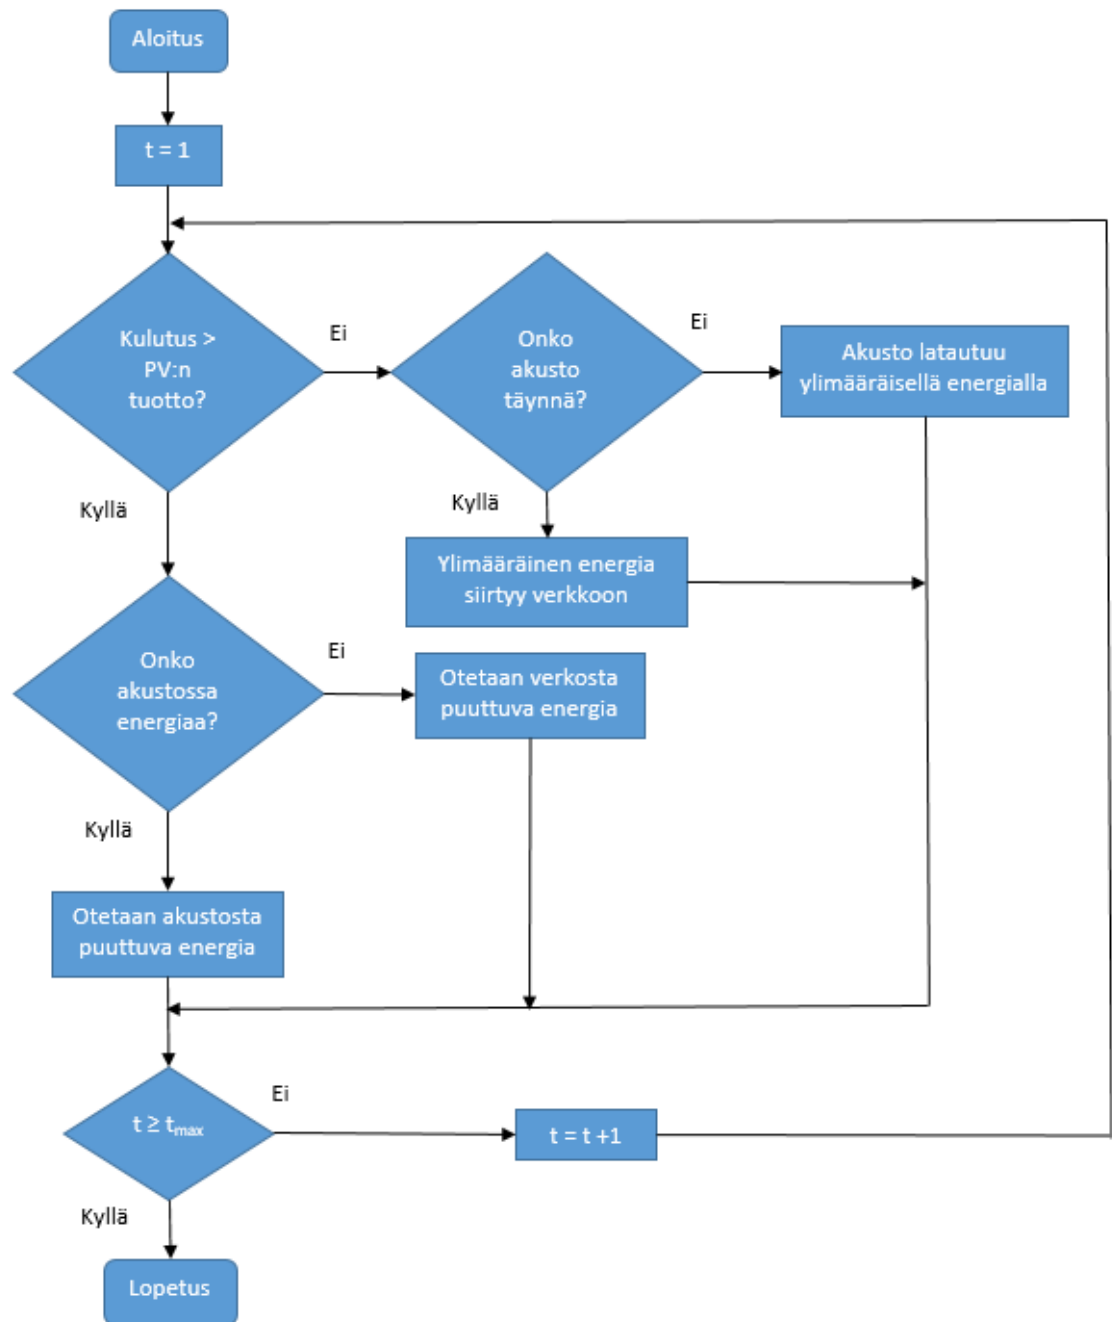 Aloitus
t = 1
Kulutus >
PV:n
tuotto?
Ei
Onko
akusto
täynnä?
Ei
Akusto latautuu
ylimääräisellä energialla
Kyllä
Kyllä
Ylimääräinen energia
siirtyy verkkoon
Onko
akustossa
energiaa?
Ei
Otetaan verkosta
puuttuva energia
Kyllä
Otetaan akustosta
puuttuva energia
t ≥ tmax
Ei
t = t +1
Kyllä
Lopetus